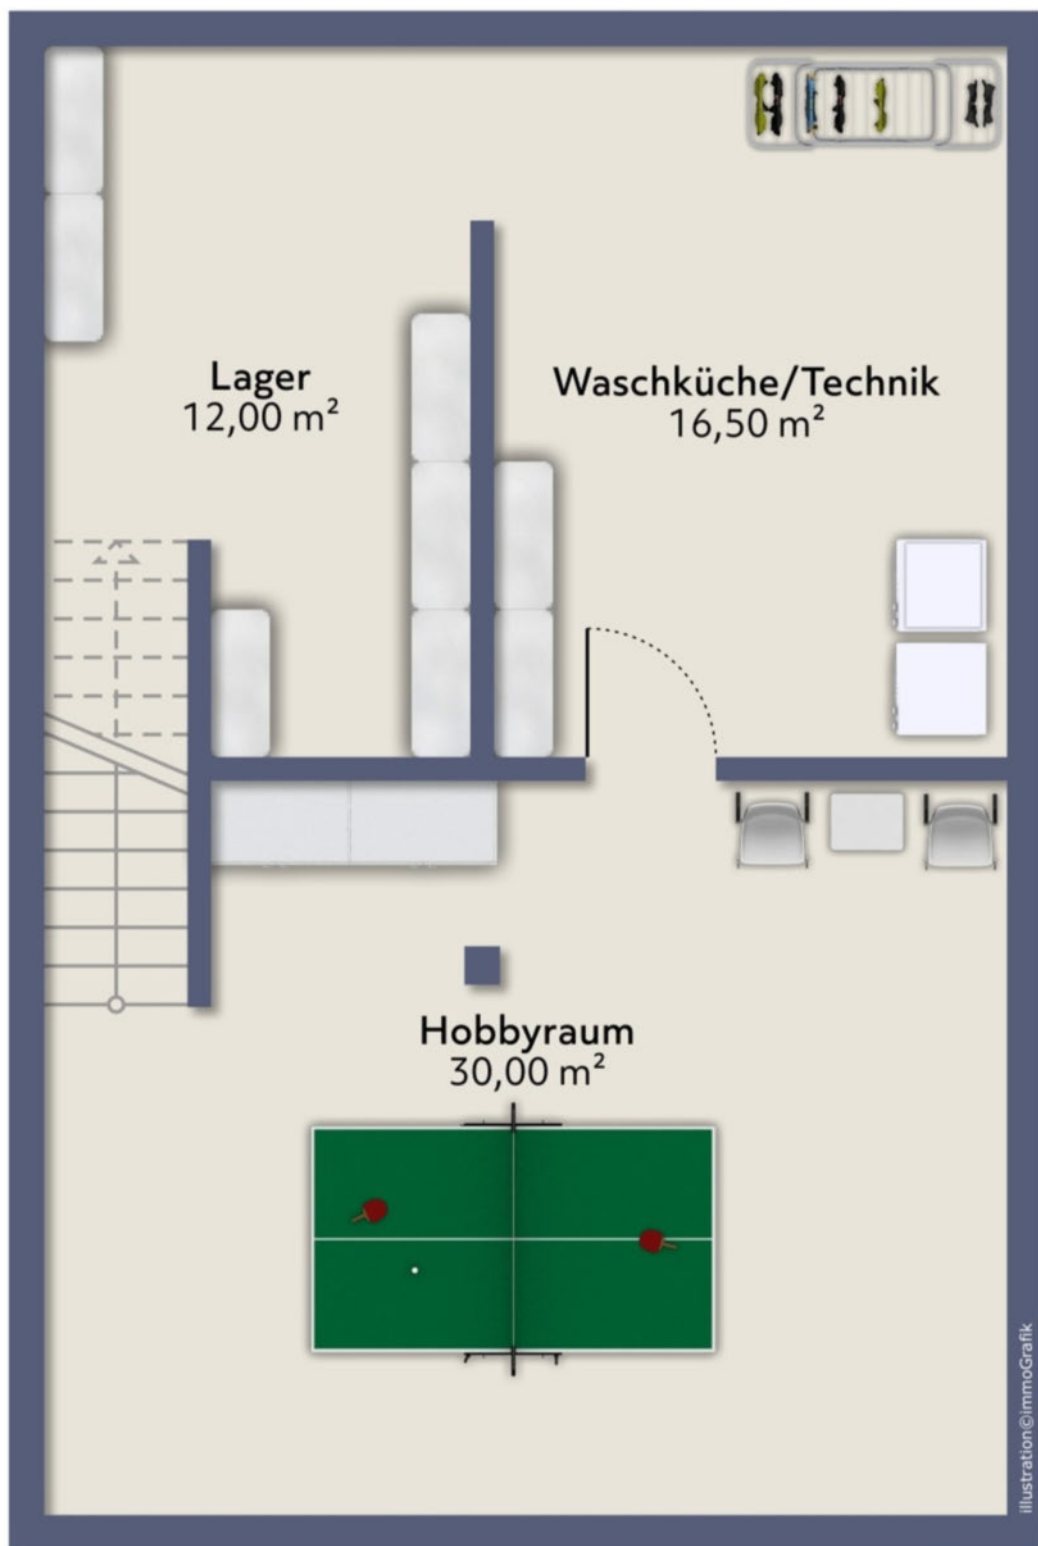 Lager
12,00 m²
Waschküche/Technik
16,50 m²
Hobbyraum
30,00 m²
illustration©immoGrafik